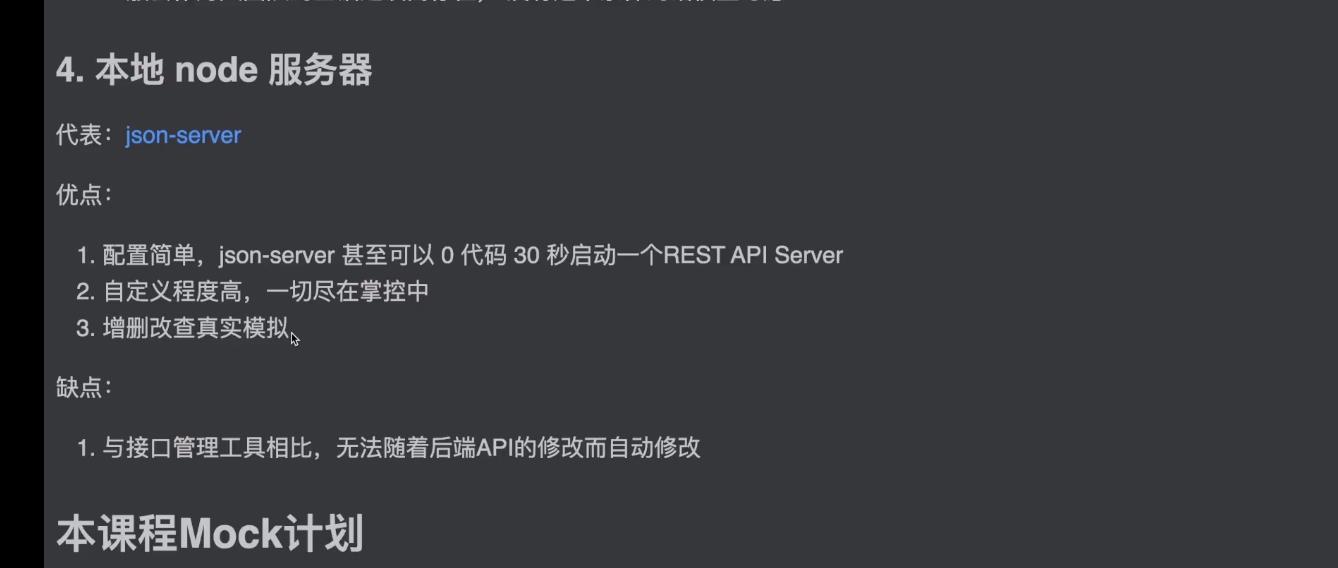 4. 本地 node 服务器
代表：json-server
优点：
1. 配置简单，json-server 甚至可以 0 代码 30 秒启动一个REST API Server
2. 自定义程度高，一切尽在掌控中
3. 增删改查真实模拟
缺点：
1. 与接口管理工具相比，无法随着后端API的修改而自动修改
本课程Mock计划